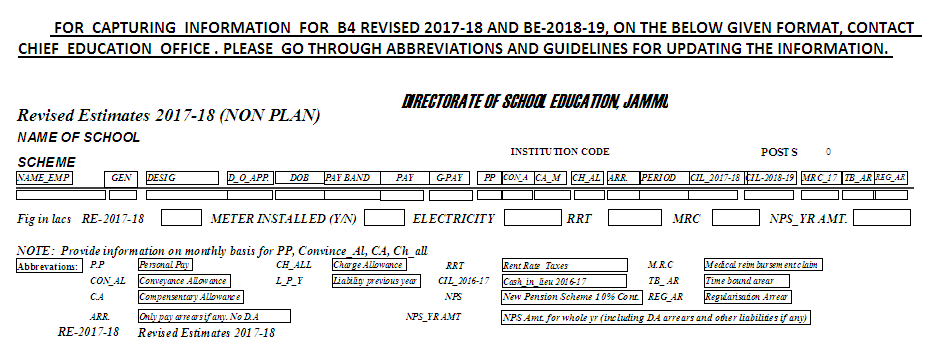 FOR CAPTURING INFORMATION FOR B4 REVISED 2017-18 AND BE-2018-19, ON THE BELOW GIVEN FORMAT, CONTACT
CHIEF EDUCATION OFFICE . PLEASE GO THROUGH ABBREVIATIONS AND GUIDELINES FOR UPDATING THE INFORMATION.
DIRECTORATE OF SCHOOL EDUCATION, JAMMU
Revised Estimates 2017-18 (NON PLAN)
NAME OF SCHOOL
INSTITUTION CODE POSTS 0
SCHEME
NAME_EMP GEN DESIG D_O_APP. DOB PAY BAND PAY G-PAY PP CON_A CA_M CH_AL ARR. PERIOD CIL_2017-18 CIL-2018-19 MRC_17 TB_AR REG_AR
Fig in lacs RE-2017-18 METER INSTALLED (Y/N) ELECTRICITY RRT MRC NPS_YR AMT.
NOTE: Provide information on monthly basis for PP, Convince_Al, CA, Ch_all
Abbrevations: P.P Personal Pay CH_ALL Charge Allowance RRT Rent Rate Taxes M.R.C Medical reimbursement claim
CON_AL Conveyance Allowance L_P_Y Liability previous year CIL_2016-17 Cash_in_lieu 2016-17 TB_ AR Time bound arear
C.A Compensentary Allowance NPS New Pension Scheme 10% Cont. REG_AR Regularisation Arrear
ARR. Only pay arrears if any. No D.A NPS_YR AMT NPS Amt. for whole yr (including DA arrears and other liabilities if any)
RE-2017-18 Revised Estimates 2017-18